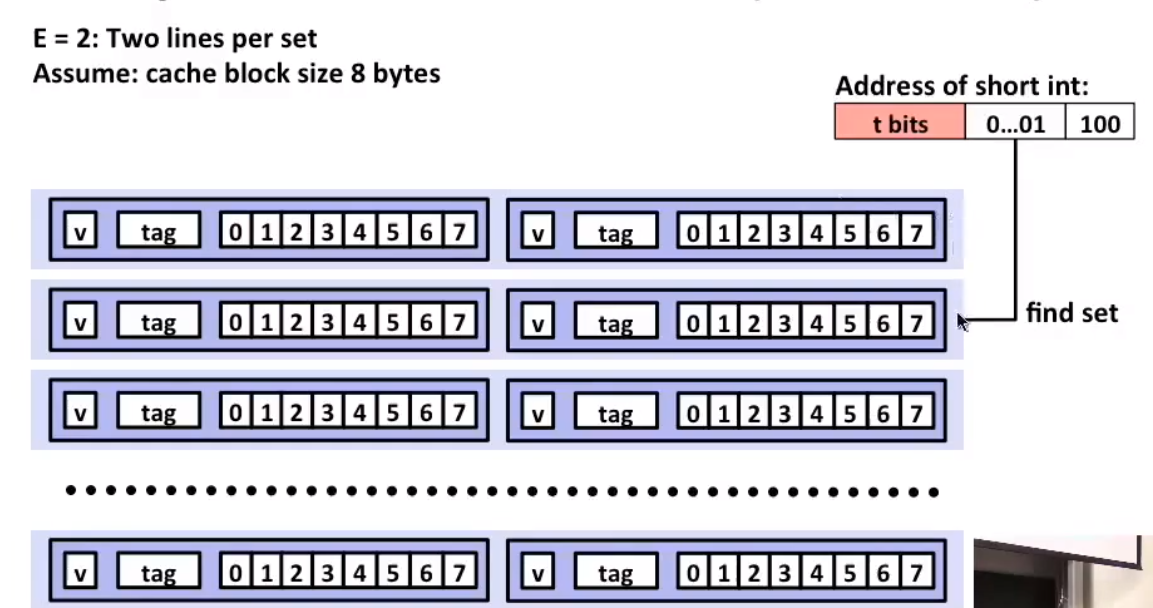 E = 2: Two lines per set
Assume: cache block size 8 bytes
Address of short int:
t bits 0...01 100
v tag 0 1 2 3 4 5 6 7 v tag 0 1 2 3 4 5 6 7
v tag 0 1 2 3 4 5 6 7 v tag 0 1 2 3 4 5 6 7
find set
v tag 0 1 2 3 4 5 6 7 v tag 0 1 2 3 4 5 6 7
v tag 0 1 2 3 4 5 6 7 v tag 0 1 2 3 4 5 6 7